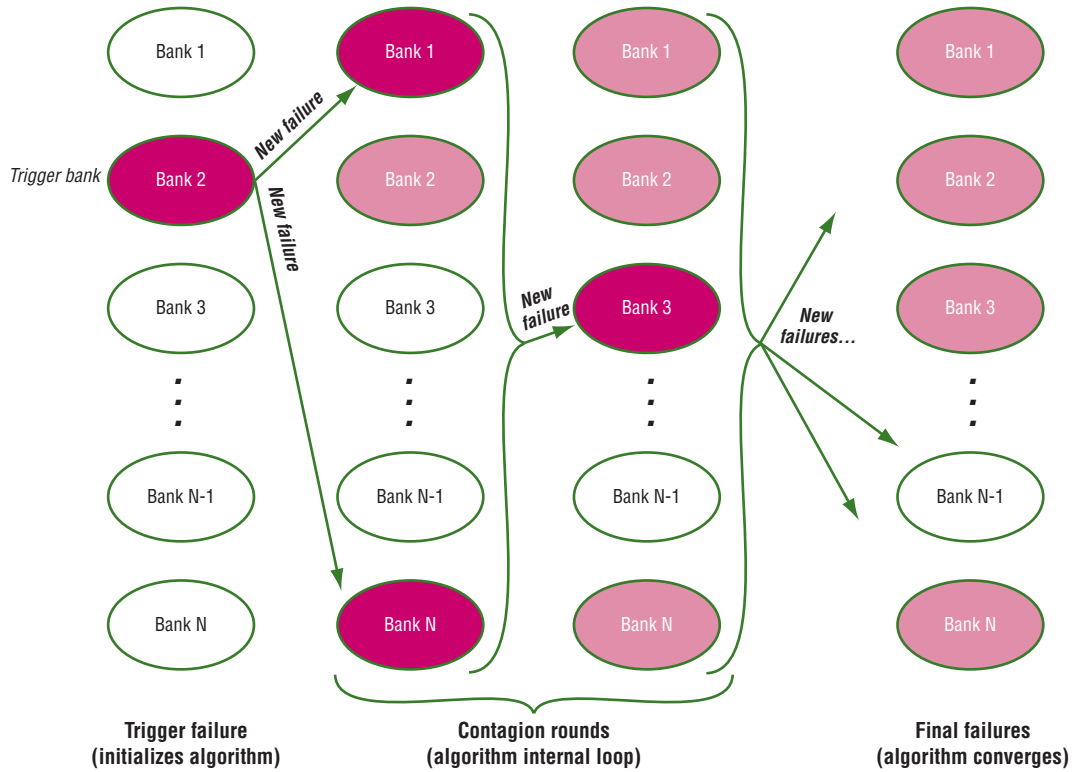 Bank 1
Bank 1
Bank 1
Bank 1
New failure
Trigger bank
Bank 2
Bank 2
Bank 2
Bank 2
New failure
Bank 3
Bank 3
New
failure
Bank 3
New
failures...
Bank 3
Bank N-1
Bank N-1
Bank N-1
Bank N-1
Bank N
Bank N
Bank N
Bank N
Trigger failure
(initializes algorithm)
Contagion rounds
(algorithm internal loop)
Final failures
(algorithm converges)